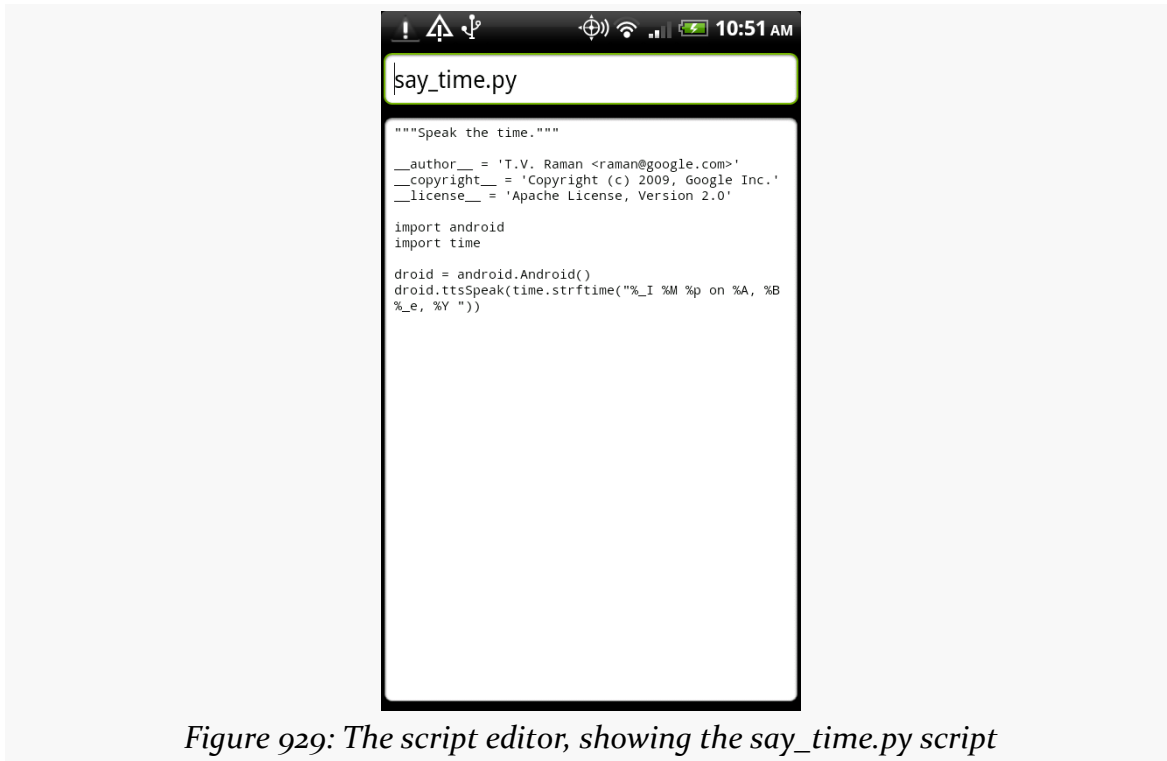 10:51 AM
say_time.py
"""Speak the time."""
__author__ = 'T.V. Raman <raman@google.com>'
__copyright__ = 'Copyright (c) 2009, Google Inc.'
__license__ = 'Apache License, Version 2.0'
import android
import time
droid = android.Android()
droid.ttsSpeak(time.strftime("%_I %M %p on %A, %B
%_e, %Y "))
Figure 929: The script editor, showing the say_time.py script